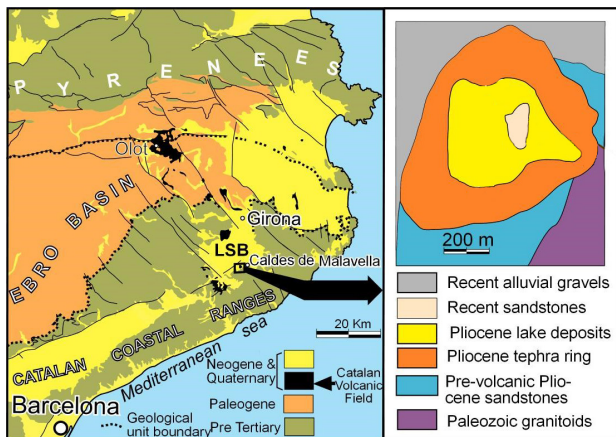 PYRENEES
Olot
EBRO BASIN
Girona
LSB
Caldes de Malavella
CATALAN COASTAL RANGES
Mediterranean sea
20 Km
Barcelona
Neogene &
Quaternary
Catalan
Volcanic
Field
Paleogene
Geological
unit boundary
Pre Tertiary
200 m
Recent alluvial gravels
Recent sandstones
Pliocene lake deposits
Pliocene tephra ring
Pre-volcanic Plio-
cene sandstones
Paleozoic granitoids